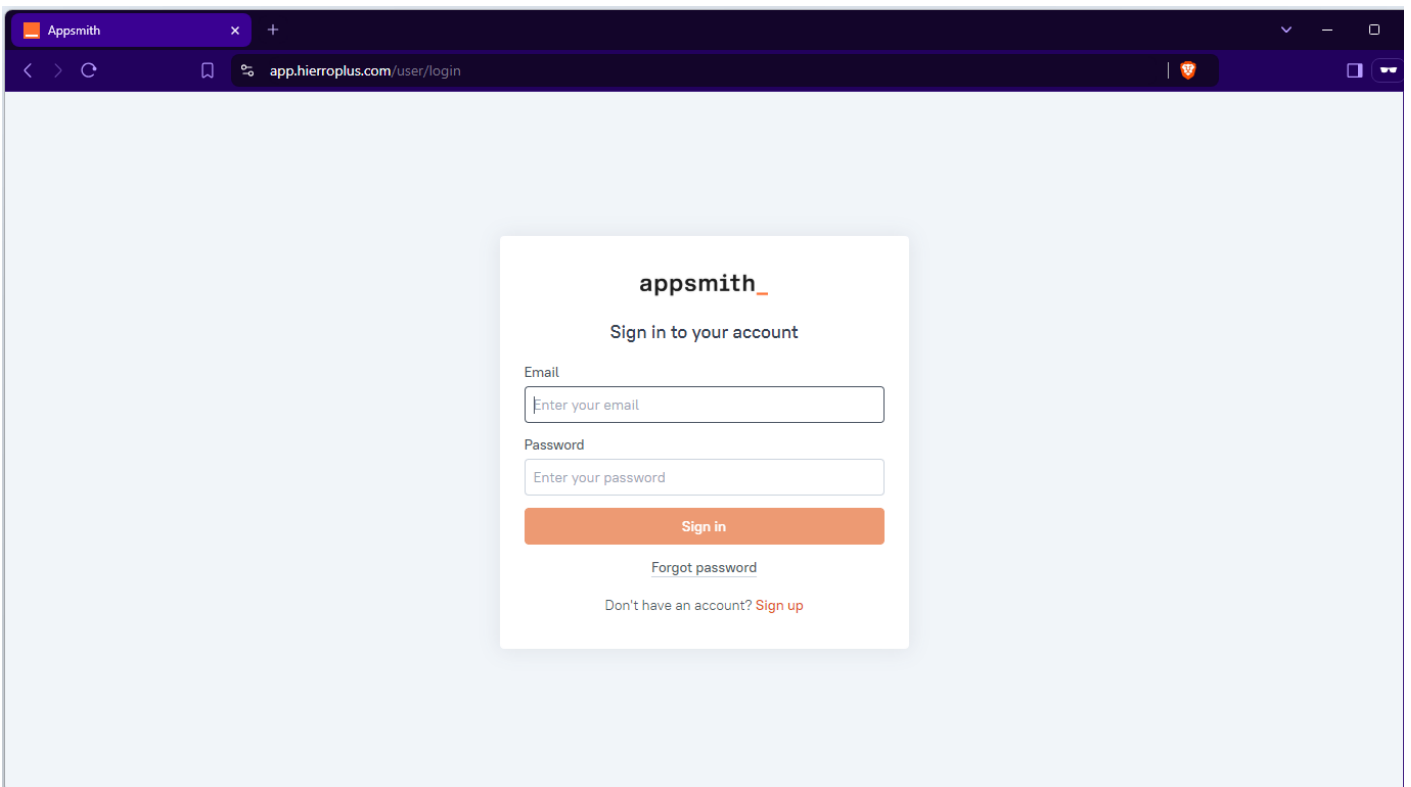 Appsmith
app.hierroplus.com/user/login
appsmith_
Sign in to your account
Email
Enter your email
Password
Enter your password
Sign in
Forgot password
Don't have an account? Sign up